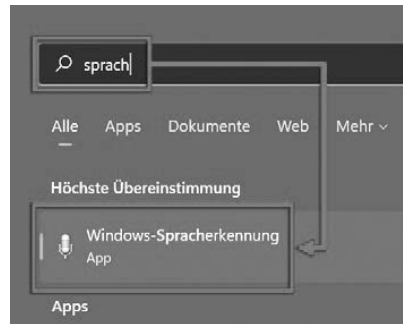 sprach
Alle Apps Dokumente Web Mehr
Höchste Übereinstimmung
Windows-Spracherkennung
App
Apps